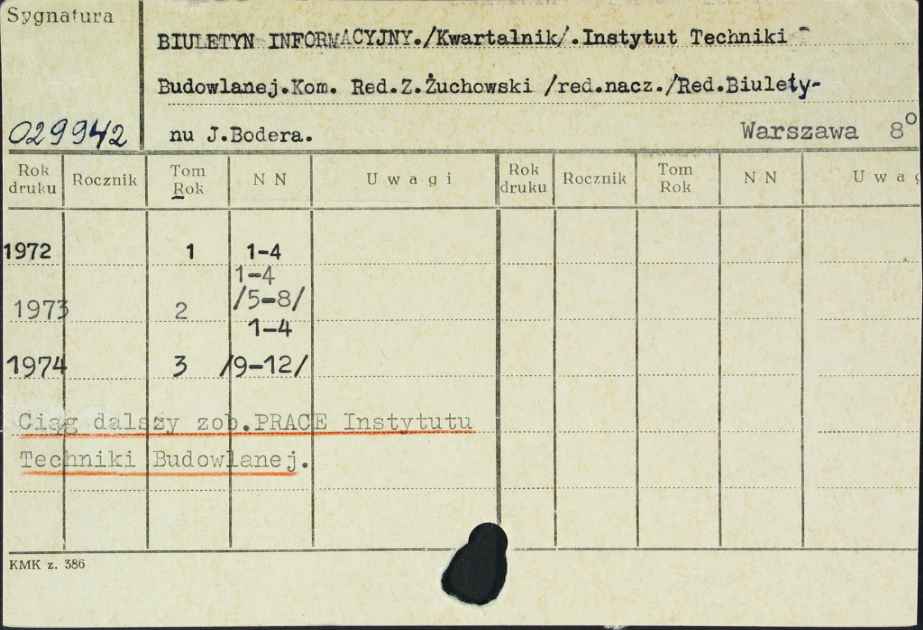 Sygnatura
BIULETYN INFORMACYJNY./Kwartalnik/.Instytut Techniki
Budowlanej.Kom. Red.Z.Żuchowski /red.nacz./Red.Biulety-
029942 nu J.Bodera.
Warszawa 8°
Rok druku Rocznik Tom Rok N N Uwagi Rok druku Rocznik Tom Rok N N Uwag
1972 1 1-4
1973 2 1-4 /5-8/
1974 3 1-4 /9-12/
Ciąg dalszy zob.PRACE Instytutu
Techniki Budowlanej.
KMK z. 386